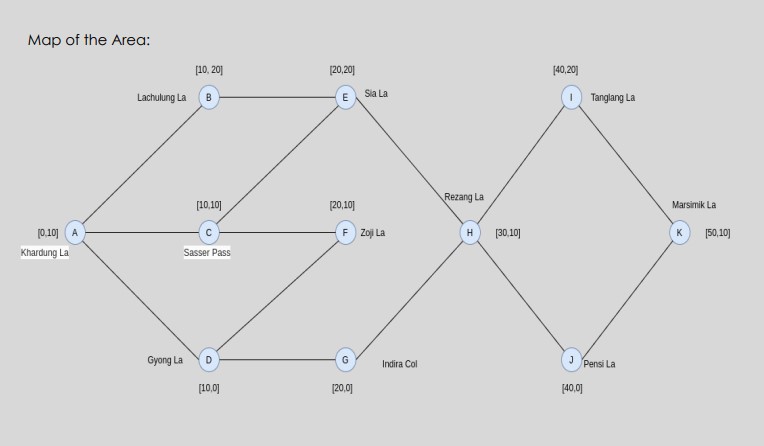 Map of the Area:
[10, 20]
[20,20]
[40,20]
Lachulung La
B
E
Sia La
I
Tanglang La
[10,10]
[20,10]
Rezang La
Marsimik La
[0,10]
A
C
F
Zoji La
H
[30,10]
K
[50,10]
Khardung La
Sasser Pass
Gyong La
D
G
Indira Col
J
Pensi La
[10,0]
[20,0]
[40,0]